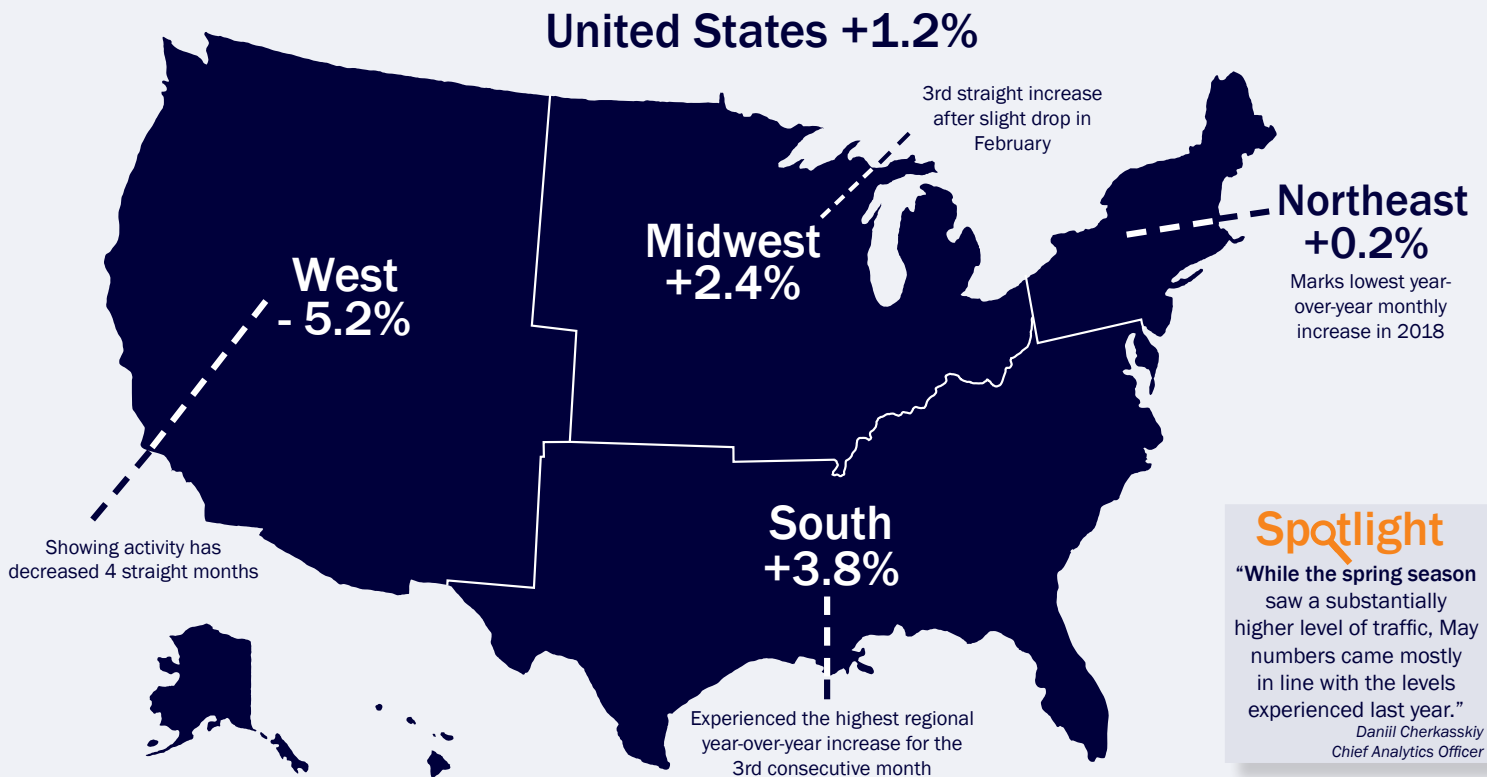 United States +1.2%
3rd straight increase
after slight drop in
February
Northeast
+0.2%
Marks lowest year-
over-year monthly
increase in 2018
Midwest
+2.4%
West
- 5.2%
Showing activity has
decreased 4 straight months
South
+3.8%
Experienced the highest regional
year-over-year increase for the
3rd consecutive month
Spotlight
“While the spring season
saw a substantially
higher level of traffic, May
numbers came mostly
in line with the levels
experienced last year.”
Daniil Cherkasskiy
Chief Analytics Officer